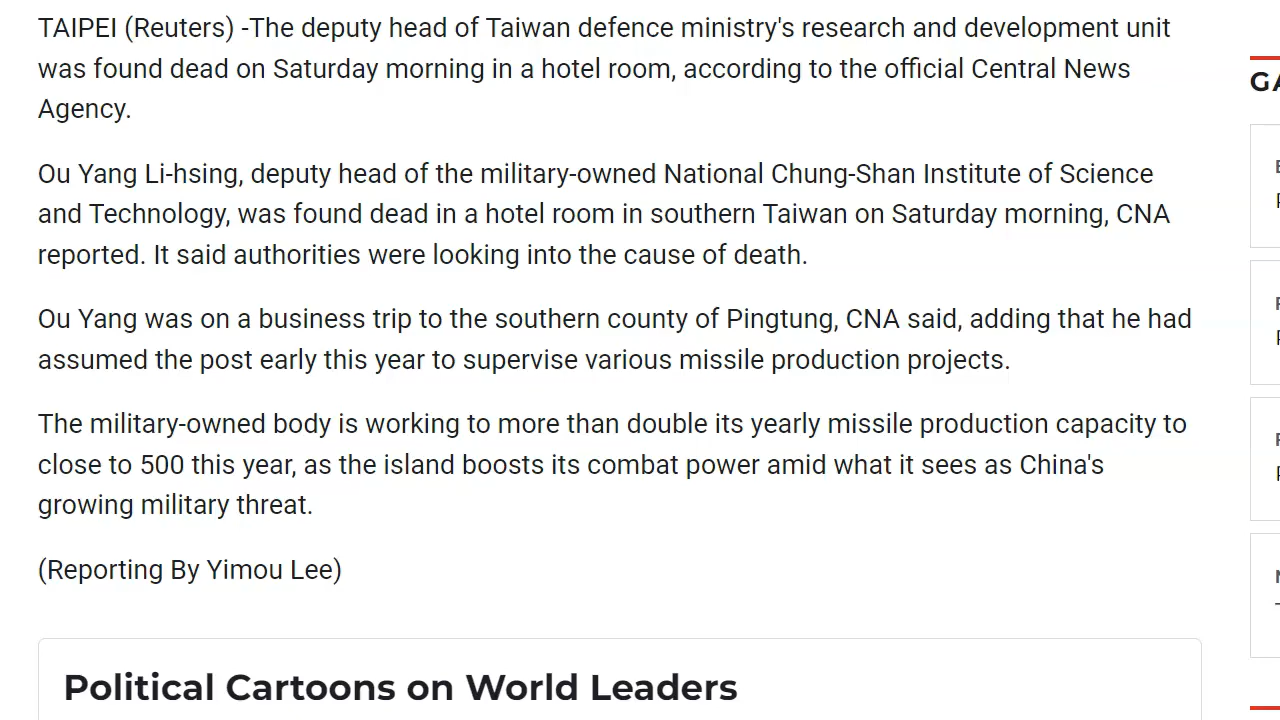 TAIPEI (Reuters) -The deputy head of Taiwan defence ministry's research and development unit
was found dead on Saturday morning in a hotel room, according to the official Central News
Agency.
Ou Yang Li-hsing, deputy head of the military-owned National Chung-Shan Institute of Science
and Technology, was found dead in a hotel room in southern Taiwan on Saturday morning, CNA
reported. It said authorities were looking into the cause of death.
Ou Yang was on a business trip to the southern county of Pingtung, CNA said, adding that he had
assumed the post early this year to supervise various missile production projects.
The military-owned body is working to more than double its yearly missile production capacity to
close to 500 this year, as the island boosts its combat power amid what it sees as China's
growing military threat.
(Reporting By Yimou Lee)
Political Cartoons on World Leaders